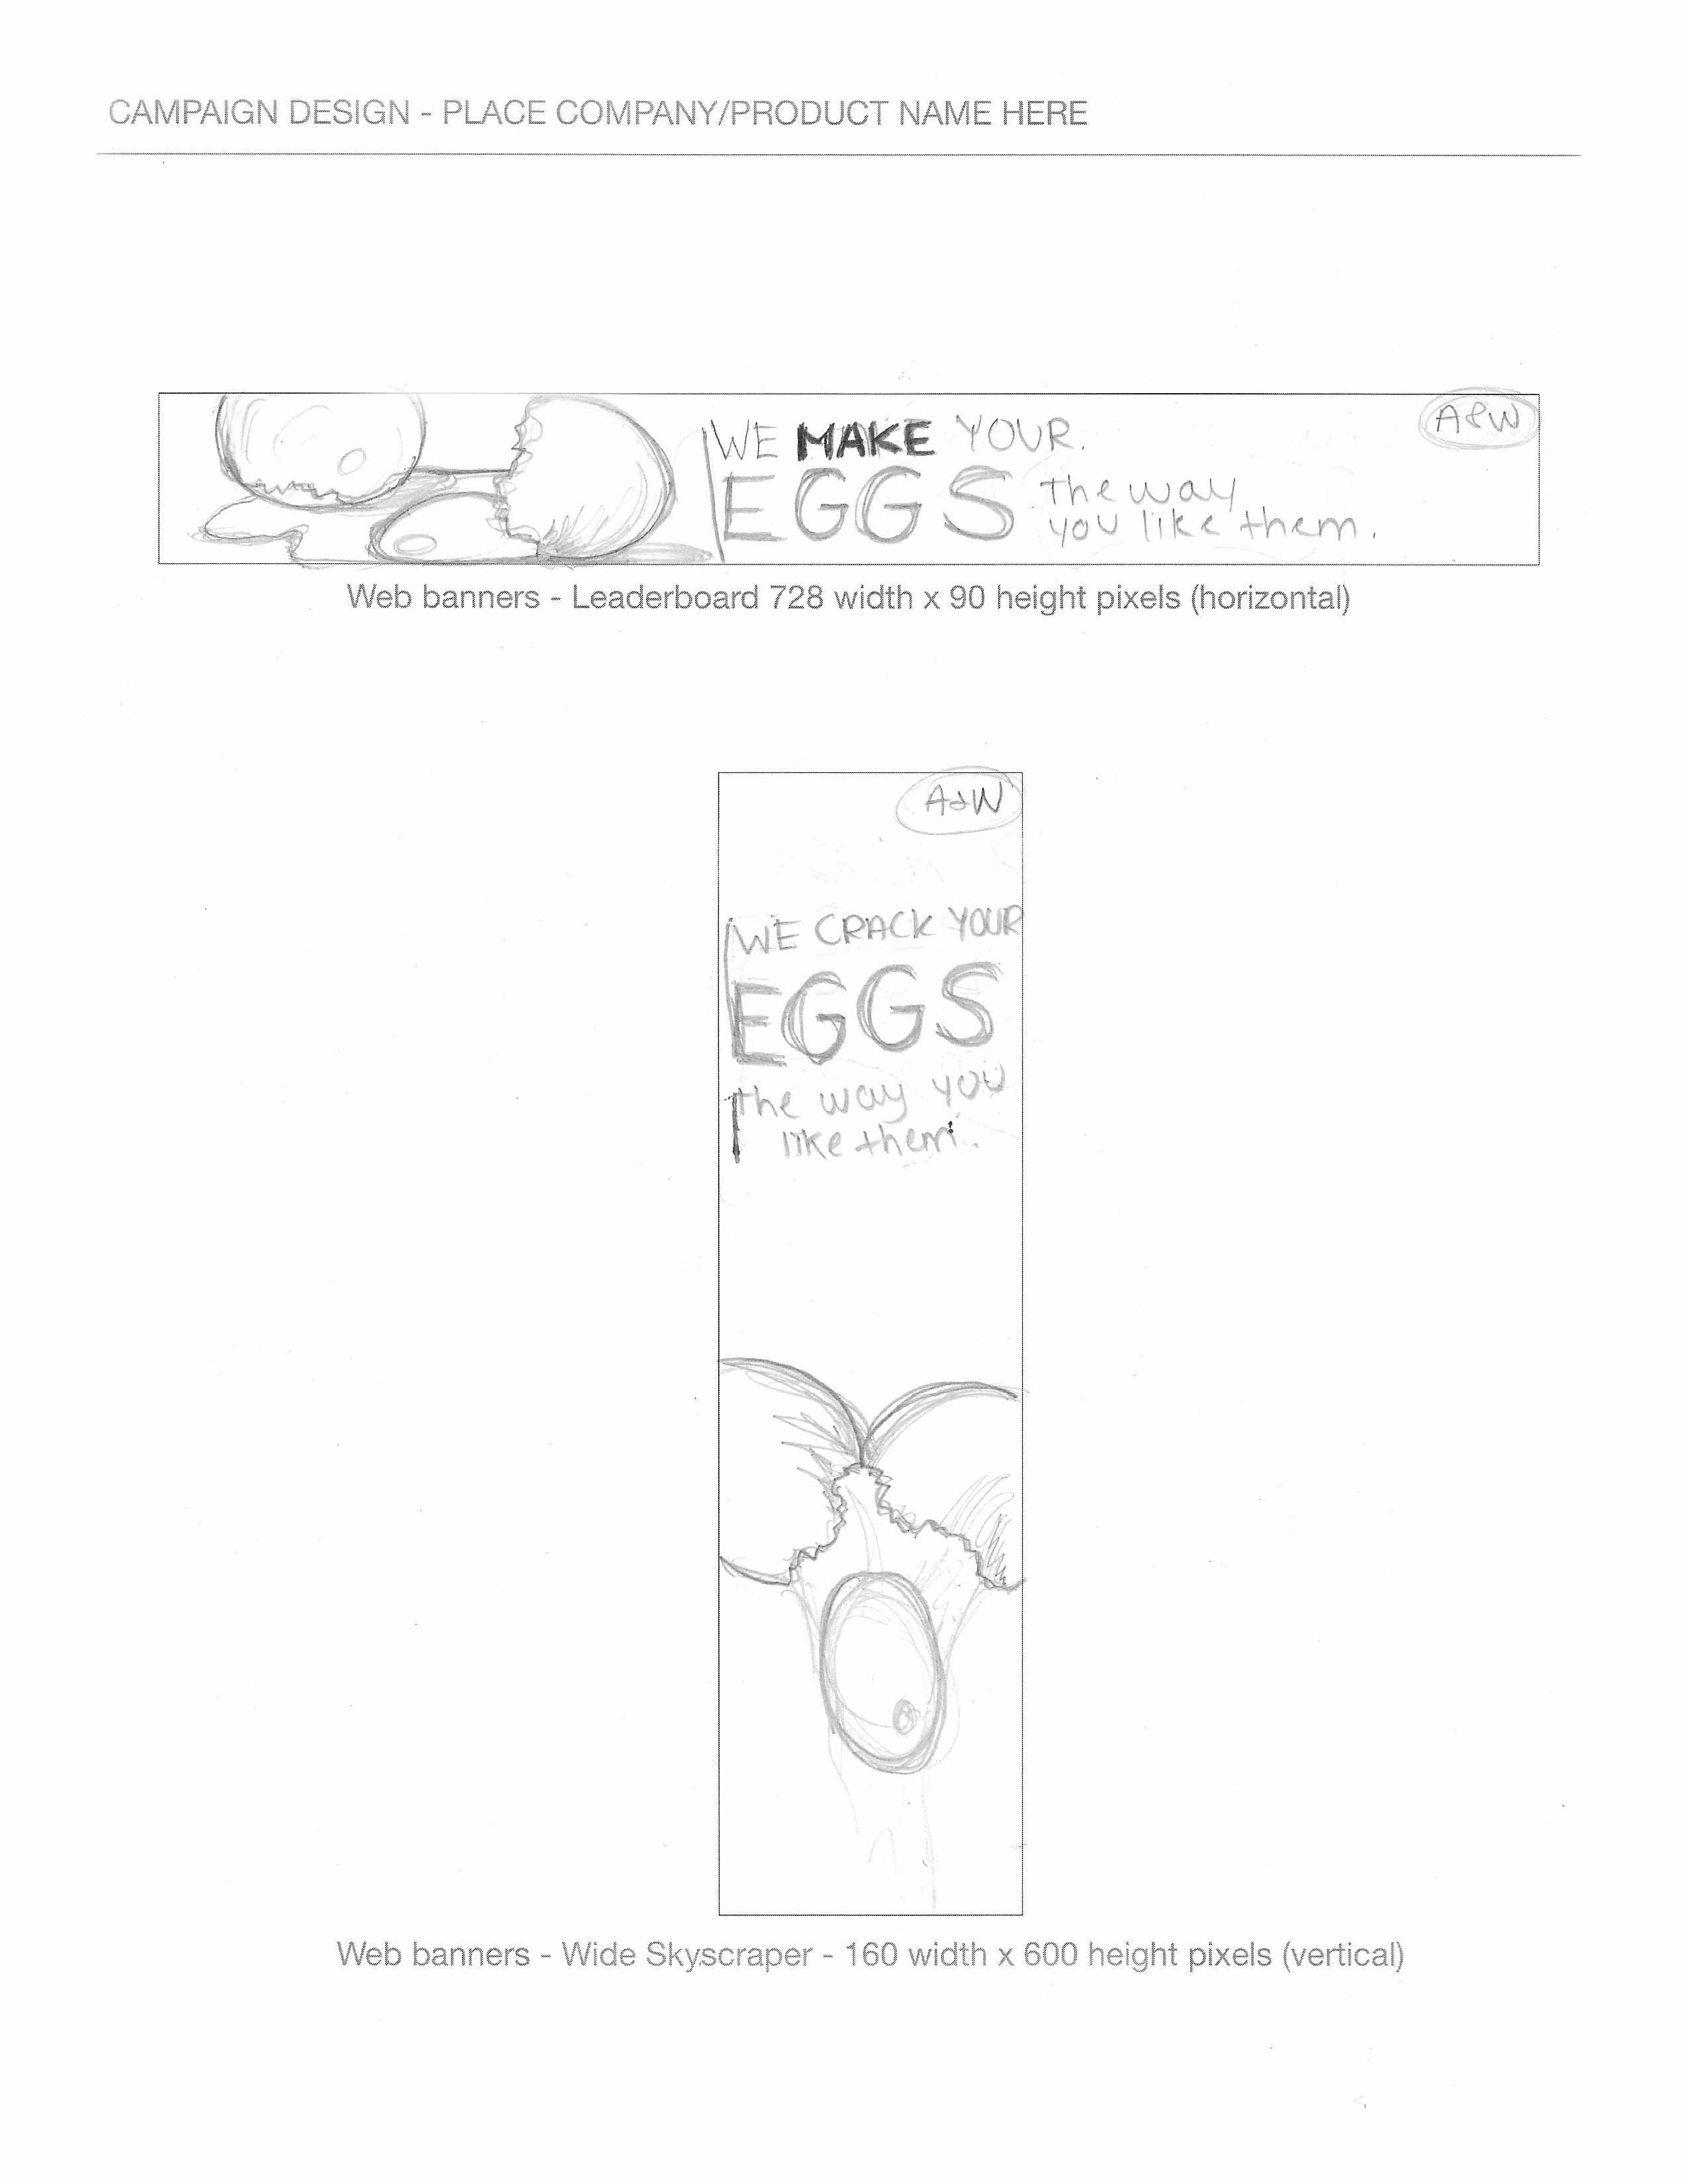 CAMPAIGN DESIGN - PLACE COMPANY/PRODUCT NAME HERE
A&W
WE MAKE YOUR.
EGGS the way
you like them.
Web banners - Leaderboard 728 width x 90 height pixels (horizontal)
A&W
WE CRACK YOUR
EGGS
the way you
like them.
Web banners - Wide Skyscraper - 160 width x 600 height pixels (vertical)